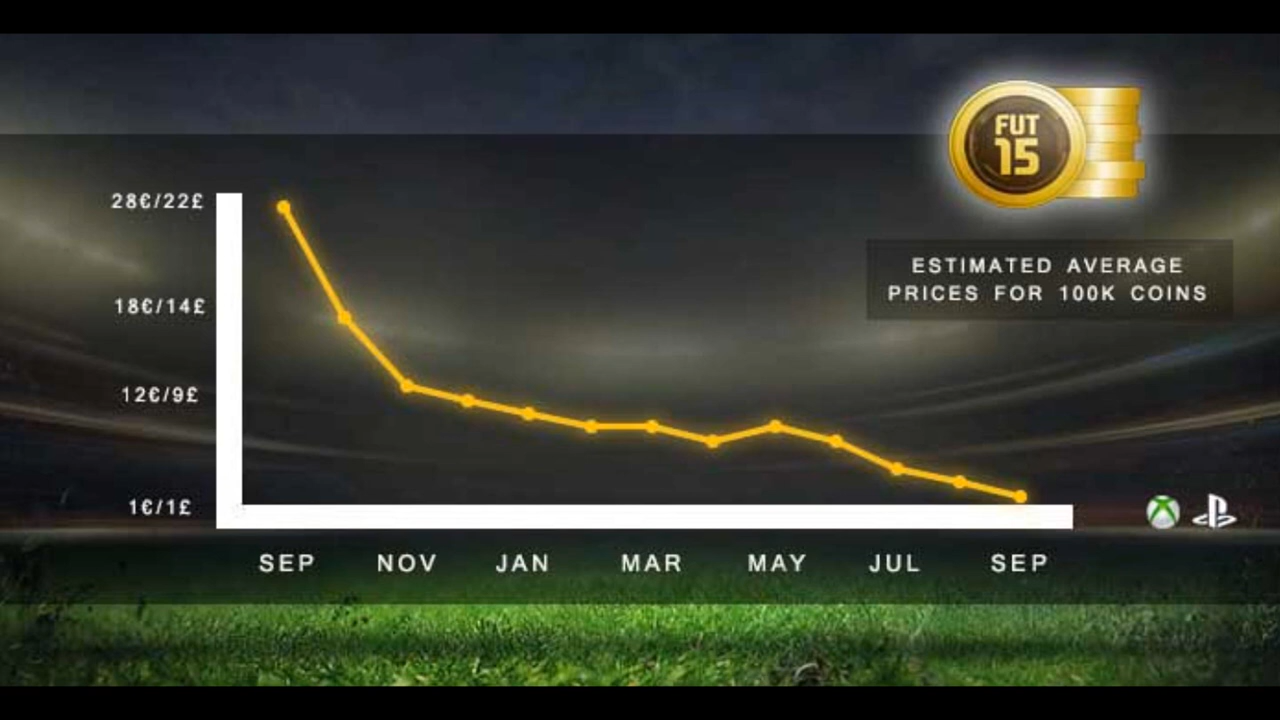 FUT
15
28€/22£
ESTIMATED AVERAGE
PRICES FOR 100K COINS
18€/14£
12€/9£
1€/1£
SEP NOV JAN MAR MAY JUL SEP